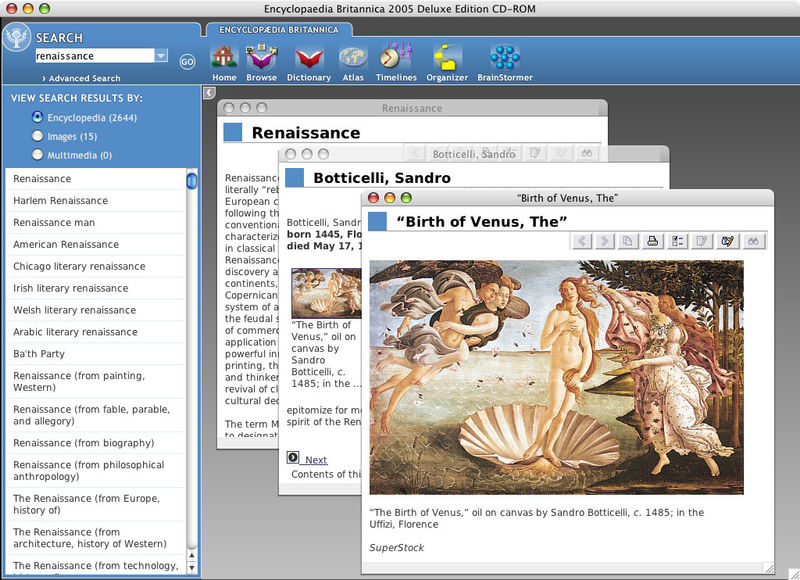 Encyclopaedia Britannica 2005 Deluxe Edition CD-ROM
SEARCH
renaissance
GO
› Advanced Search
ENCYCLOPÆDIA BRITANNICA
Home
Browse
Dictionary
Atlas
Timelines
Organizer
BrainStormer
VIEW SEARCH RESULTS BY:
Encyclopedia (2644)
Images (15)
Multimedia (0)
Renaissance
Harlem Renaissance
Renaissance man
American Renaissance
Chicago literary renaissance
Irish literary renaissance
Welsh literary renaissance
Arabic literary renaissance
Ba'th Party
Renaissance (from painting,
Western)
Renaissance (from fable, parable,
and allegory)
Renaissance (from biography)
Renaissance (from philosophical
anthropology)
The Renaissance (from Europe,
history of)
The Renaissance (from
architecture, history of Western)
The Renaissance (from technology,
Renaissance
Renaissance
Renaissance
literally “re
European c
following th
convention
characteriz
in classical
Renaissanc
discovery a
continents,
Copernican
system of a
the feudal s
of commerc
application
powerful inn
printing, th
and thinker
revival of cl
cultural dec
The term M
to designat
Botticelli, Sandro
Botticelli, Sandro
Botticelli, Sandr
born 1445, Flo
died May 17, 1
“The Birth of
Venus,” oil on
canvas by
Sandro
Botticelli, c.
1485; in the ...
epitomize for m
spirit of the Ren
Next
Contents of thi
“Birth of Venus, The”
“Birth of Venus, The”
“The Birth of Venus,” oil on canvas by Sandro Botticelli, c. 1485; in the
Uffizi, Florence
SuperStock